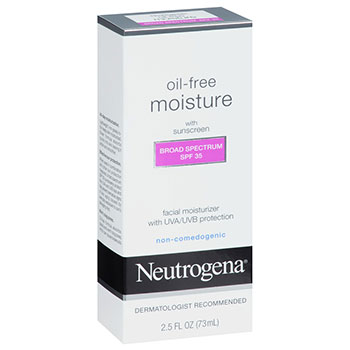 oil-free
moisture
with
sunscreen
BROAD SPECTRUM
SPF 35
facial moisturizer
with UVA/UVB protection
non-comedogenic
Neutrogena®
DERMATOLOGIST RECOMMENDED
2.5 FL OZ (73mL)